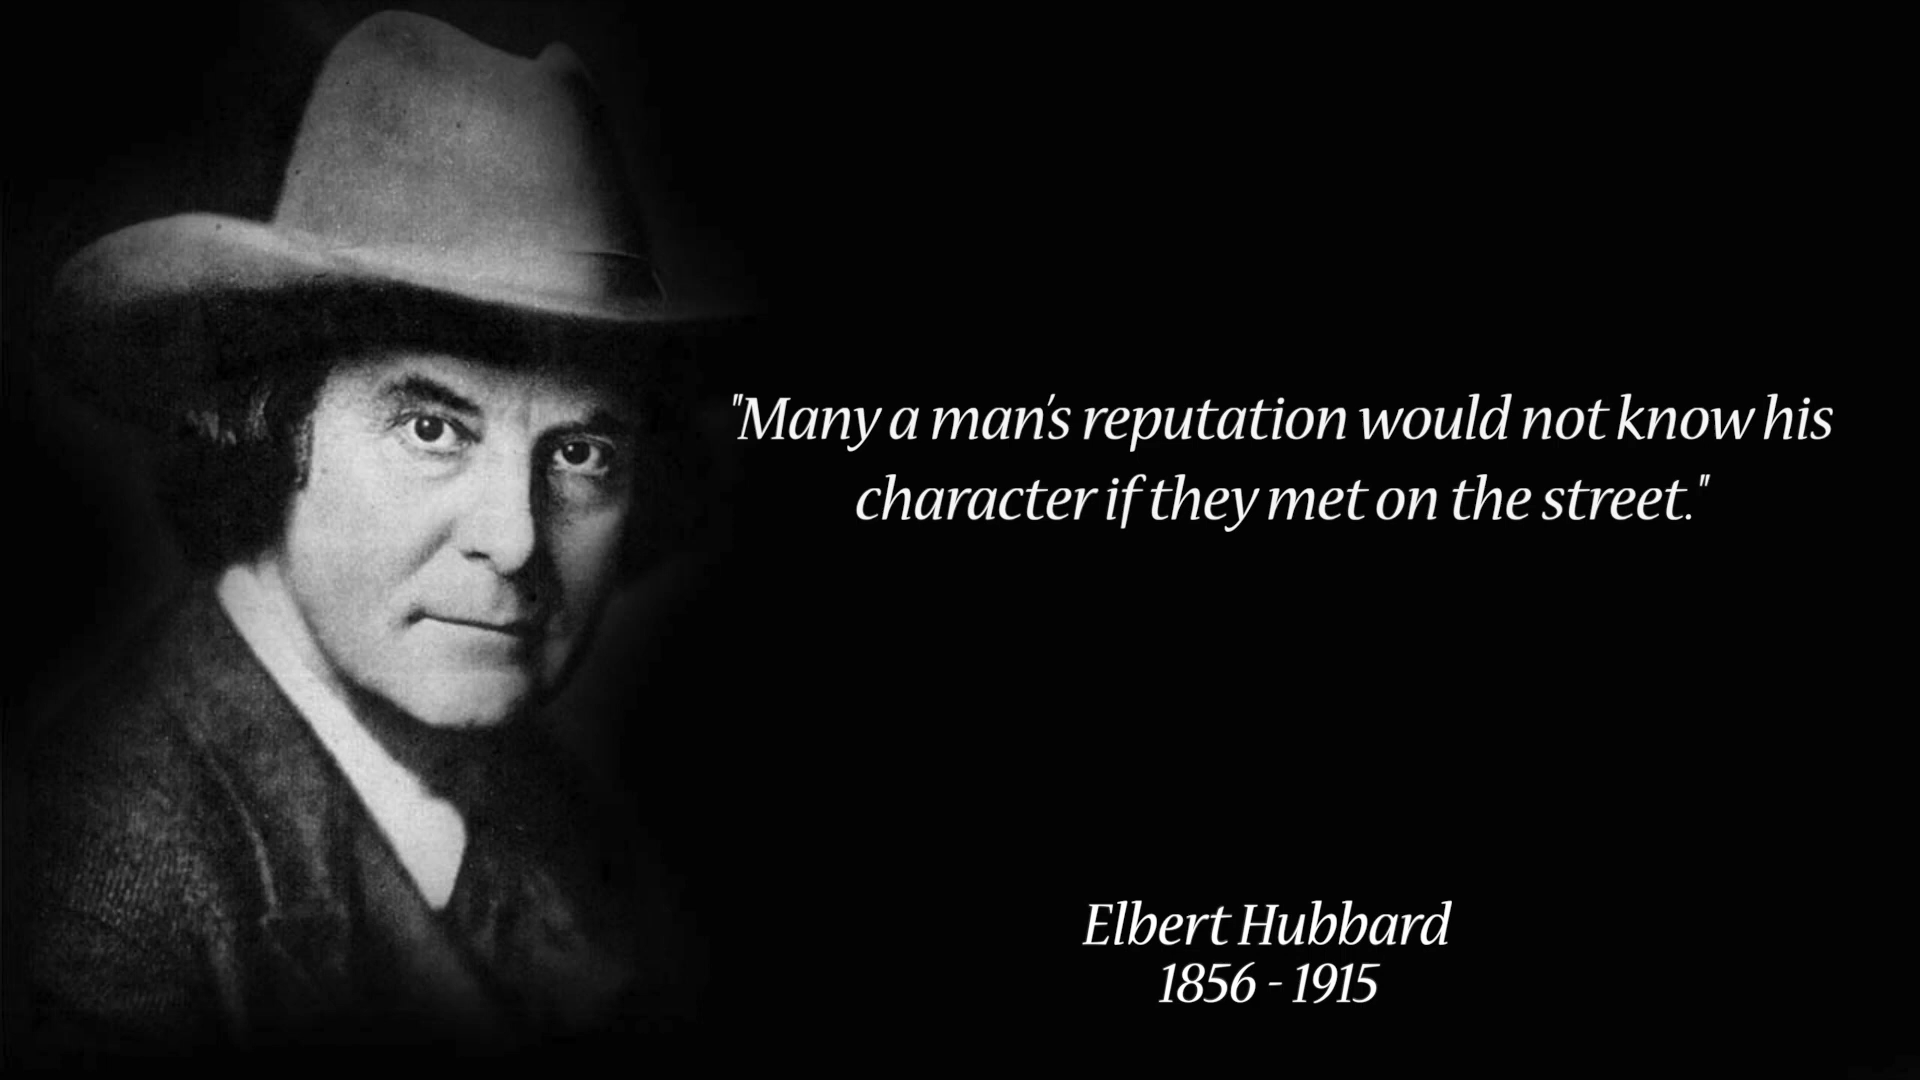 "Many a man's reputation would not know his
character if they met on the street."
Elbert Hubbard
1856 - 1915